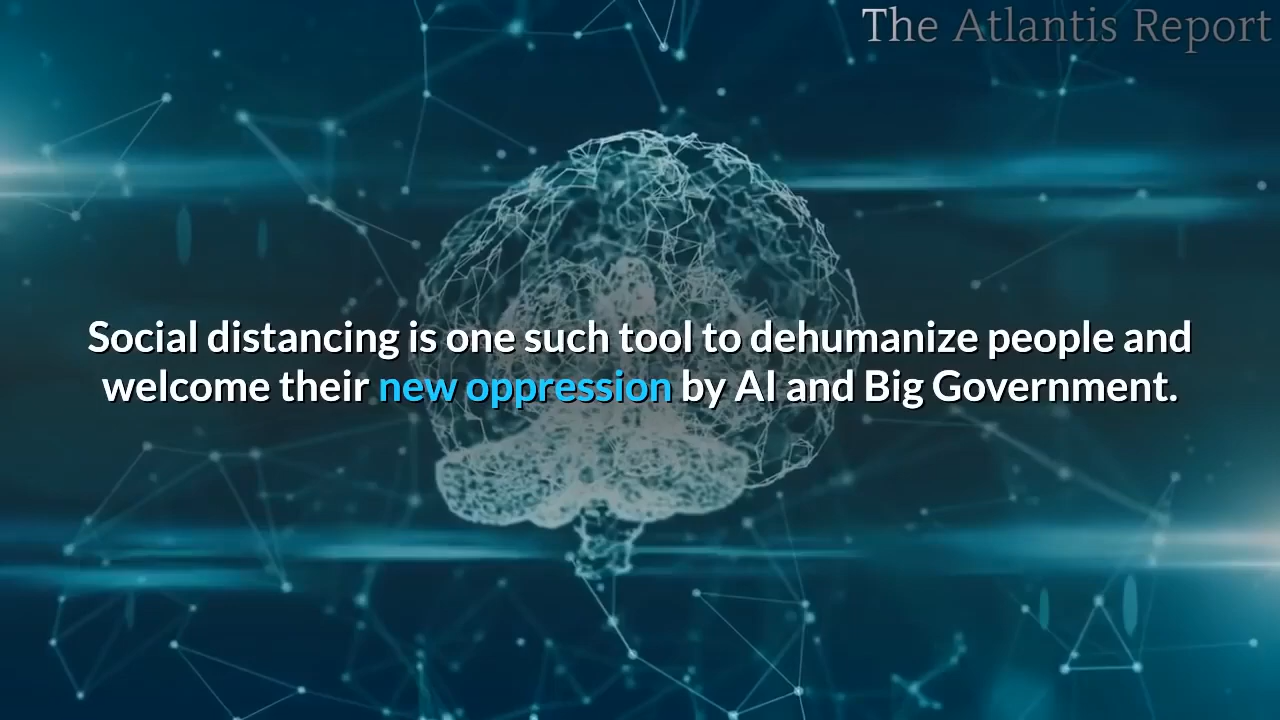 The Atlantis Report
Social distancing is one such tool to dehumanize people and
welcome their new oppression by AI and Big Government.